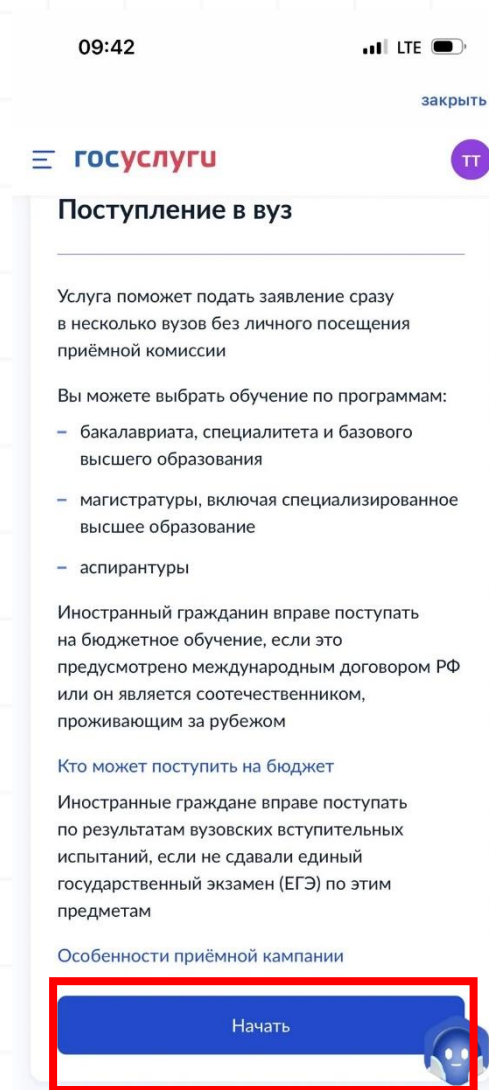 09:42
LTE
закрыть
госуслуги
ТТ
Поступление в вуз
Услуга поможет подать заявление сразу
в несколько вузов без личного посещения
приёмной комиссии
Вы можете выбрать обучение по программам:
– бакалавриата, специалитета и базового
высшего образования
– магистратуры, включая специализированное
высшее образование
– аспирантуры
Иностранный гражданин вправе поступать
на бюджетное обучение, если это
предусмотрено международным договором РФ
или он является соотечественником,
проживающим за рубежом
Кто может поступить на бюджет
Иностранные граждане вправе поступать
по результатам вузовских вступительных
испытаний, если не сдавали единый
государственный экзамен (ЕГЭ) по этим
предметам
Особенности приёмной кампании
Начать